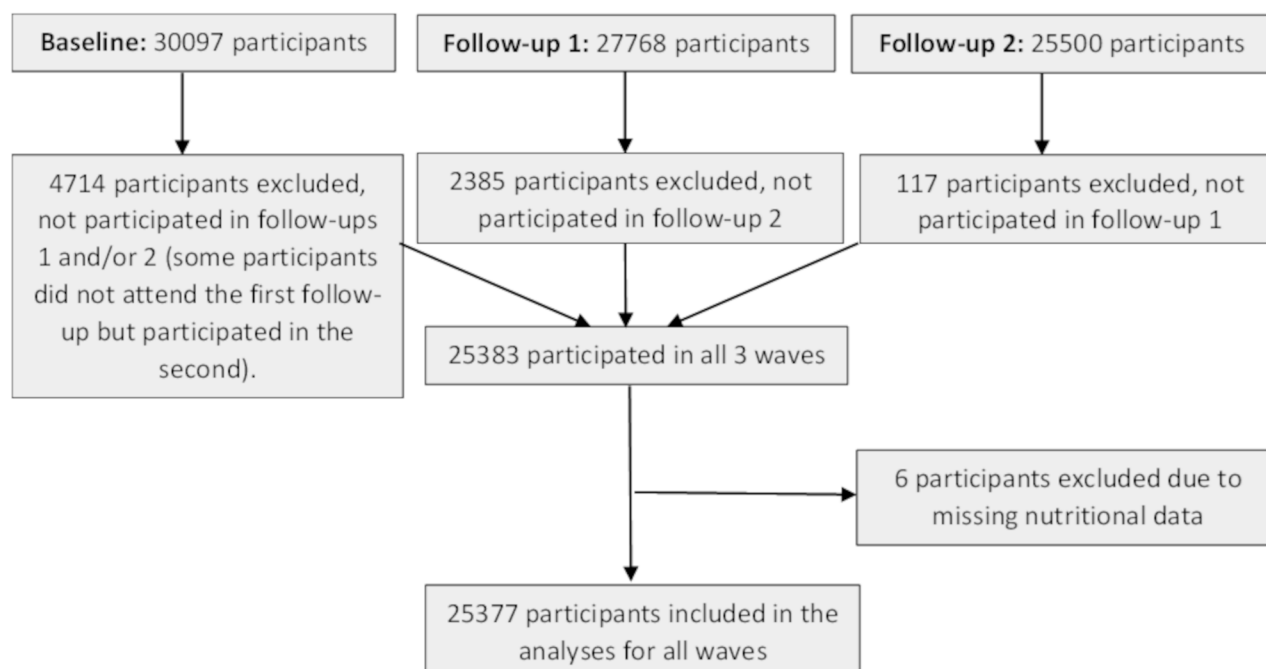 Baseline: 30097 participants
Follow-up 1: 27768 participants
Follow-up 2: 25500 participants
4714 participants excluded,
not participated in follow-ups
1 and/or 2 (some participants
did not attend the first follow-
up but participated in the
second).
2385 participants excluded, not
participated in follow-up 2
117 participants excluded, not
participated in follow-up 1
25383 participated in all 3 waves
6 participants excluded due to
missing nutritional data
25377 participants included in the
analyses for all waves